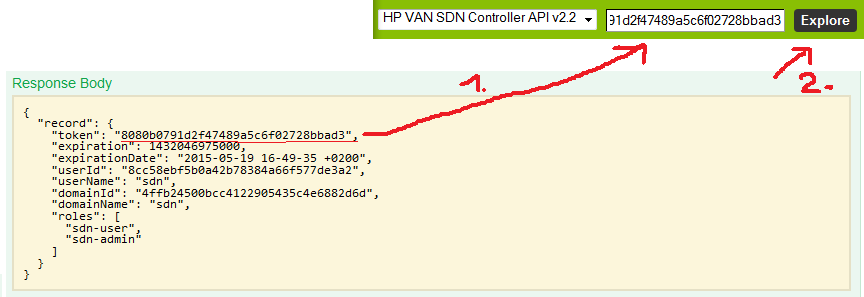 HP VAN SDN Controller API v2.2
91d2f47489a5c6f02728bbad3
Explore
1.
2.
Response Body
{
"record": {
"token": "8080b0791d2f47489a5c6f02728bbad3",
"expiration": 1432046975000,
"expirationDate": "2015-05-19 16-49-35 +0200",
"userId": "8cc58ebf5b0a42b78384a66f577de3a2",
"userName": "sdn",
"domainId": "4ffb24500bcc4122905435c4e6882d6d",
"domainName": "sdn",
"roles": [
"sdn-user",
"sdn-admin"
]
}
}